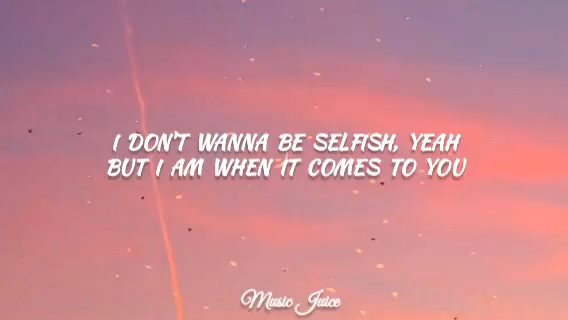 I DON'T WANNA BE SELFISH, YEAH
BUT I AM WHEN IT COMES TO YOU
Music Juice